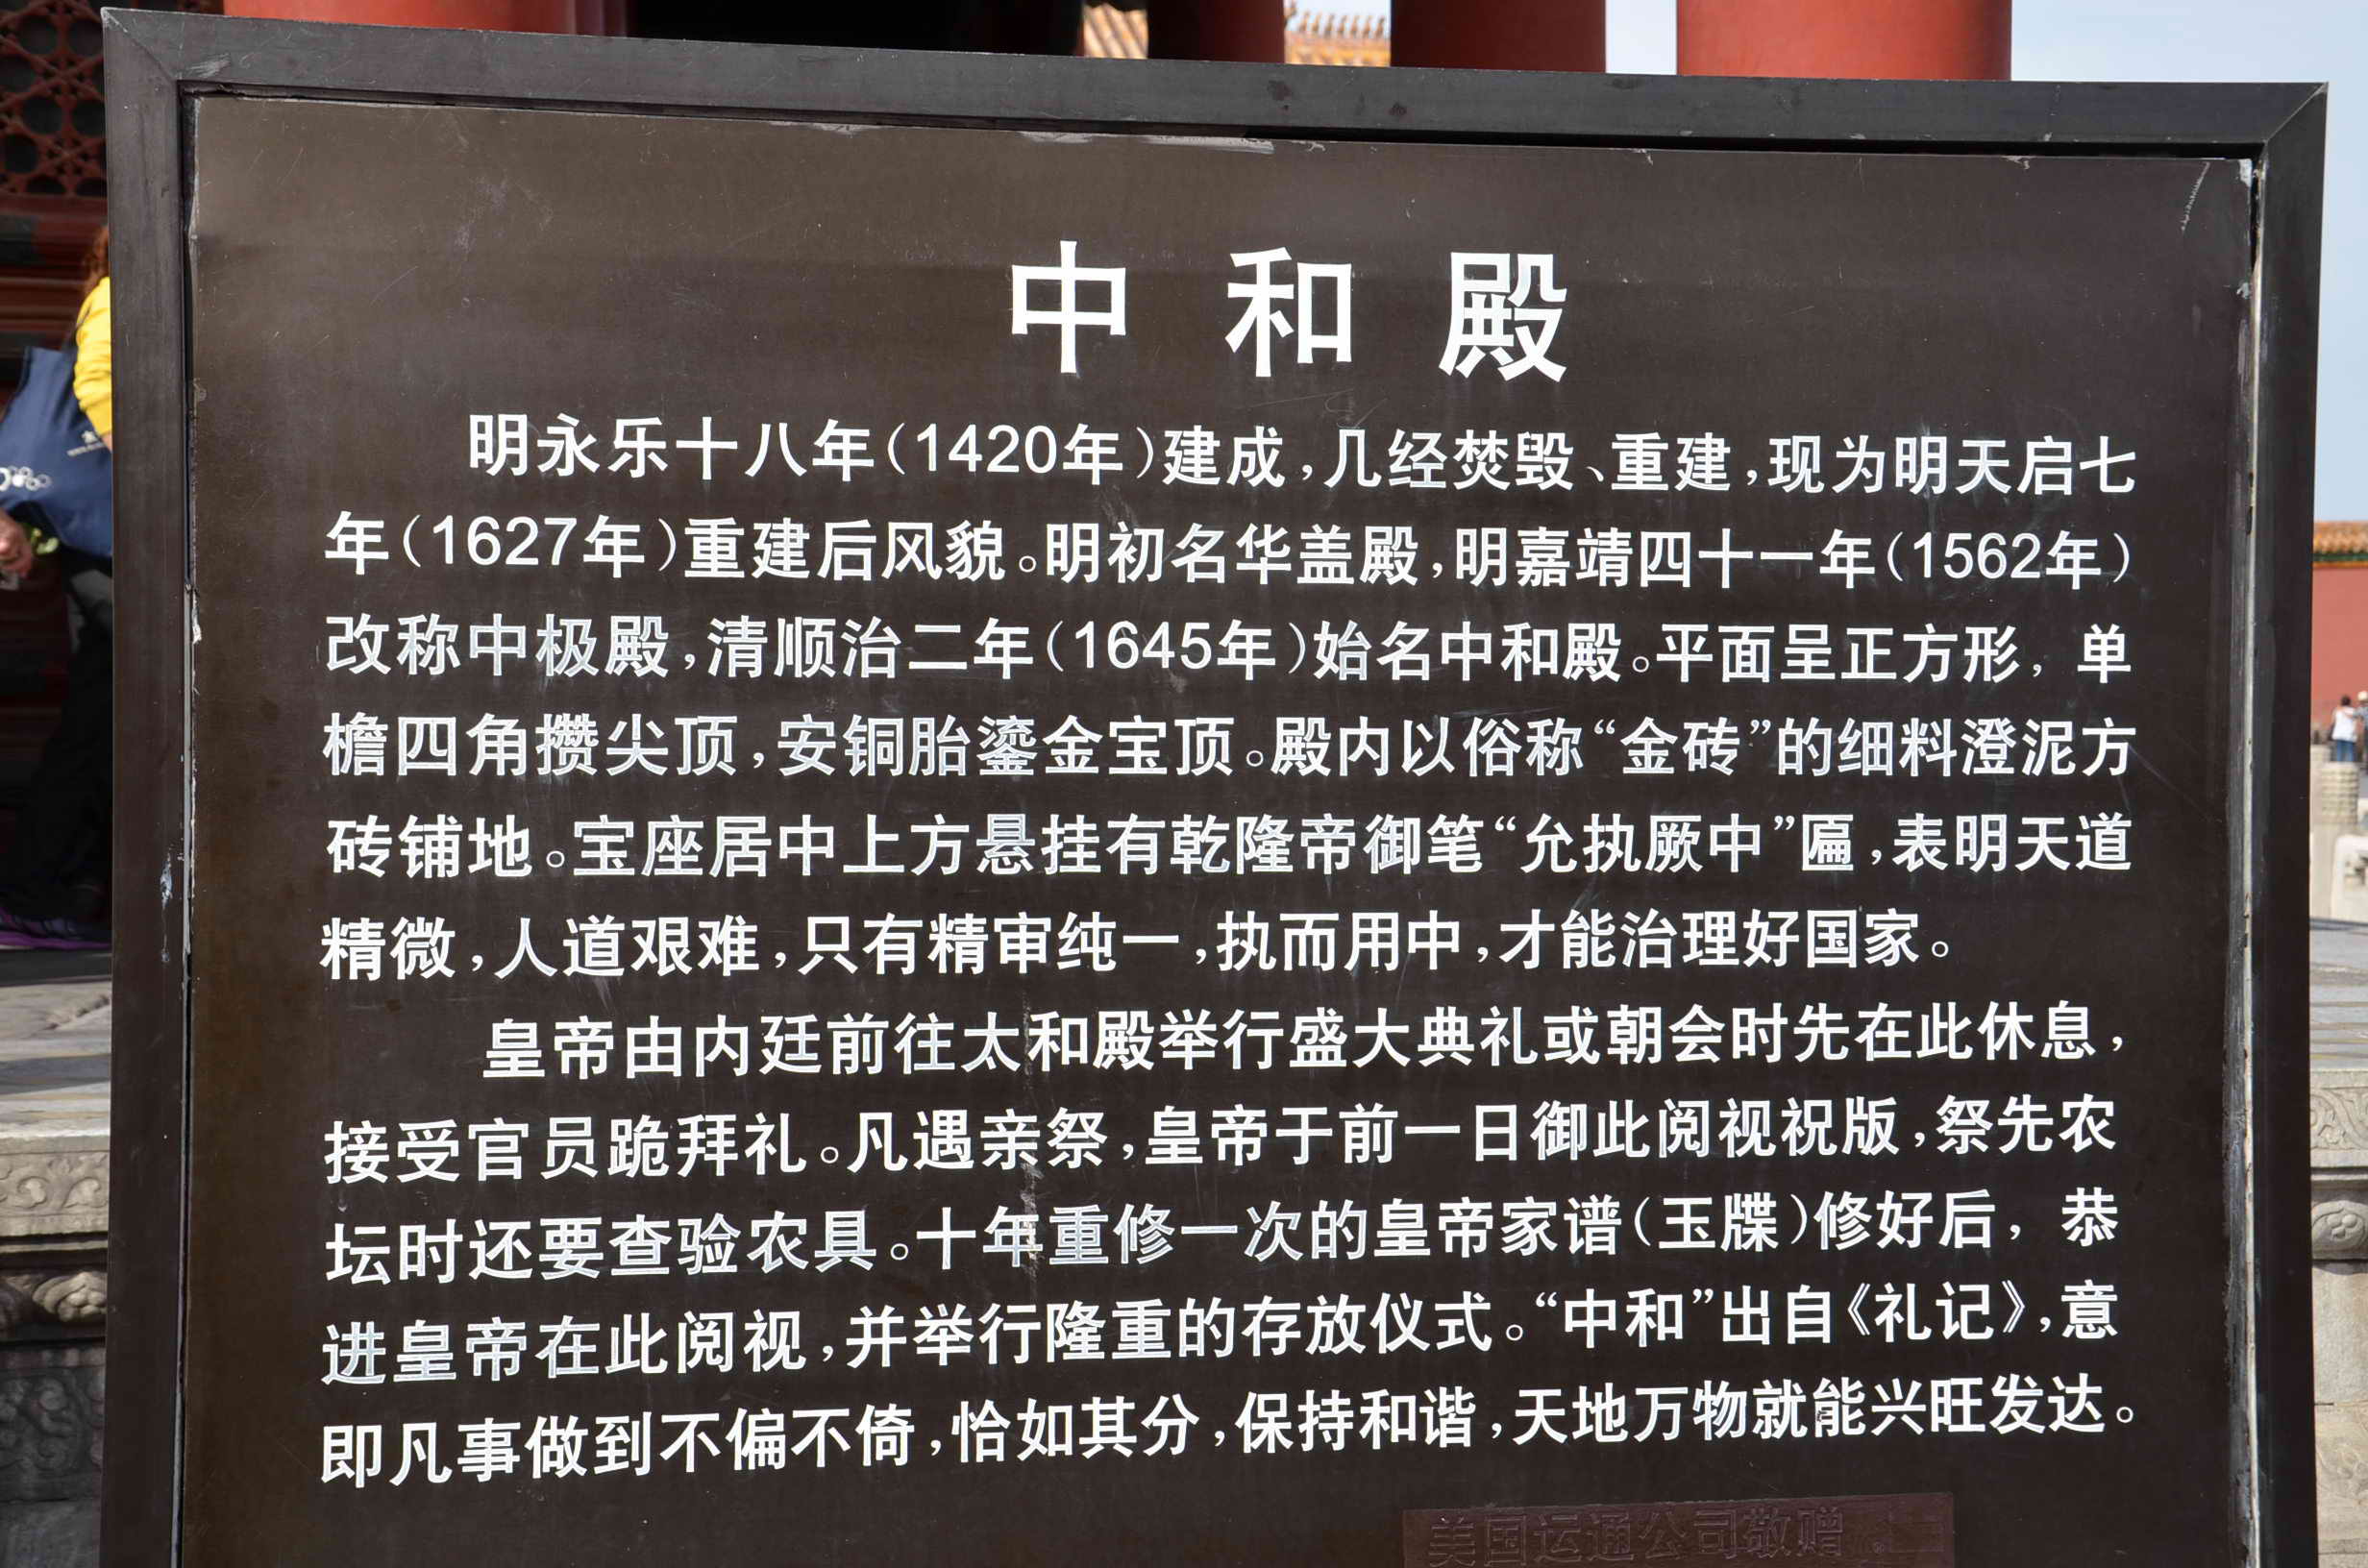 中和殿
明永乐十八年(1420年)建成,几经焚毁、重建,现为明天启七
年(1627年)重建后风貌。明初名华盖殿,明嘉靖四十一年(1562年)
改称中极殿,清顺治二年(1645年)始名中和殿。平面呈正方形,单
檐四角攒尖顶,安铜胎鎏金宝顶。殿内以俗称“金砖”的细料澄泥方
砖铺地。宝座居中上方悬挂有乾隆帝御笔“允执厥中”匾,表明天道
精微,人道艰难,只有精审纯一,执而用中,才能治理好国家。
皇帝由内廷前往太和殿举行盛大典礼或朝会时先在此休息,
接受官员跪拜礼。凡遇亲祭,皇帝于前一日御此阅视祝版,祭先农
坛时还要查验农具。十年重修一次的皇帝家谱(玉牒)修好后,恭
进皇帝在此阅视,并举行隆重的存放仪式。“中和”出自《礼记》,意
即凡事做到不偏不倚,恰如其分,保持和谐,天地万物就能兴旺发达。
美国运通公司敬赠